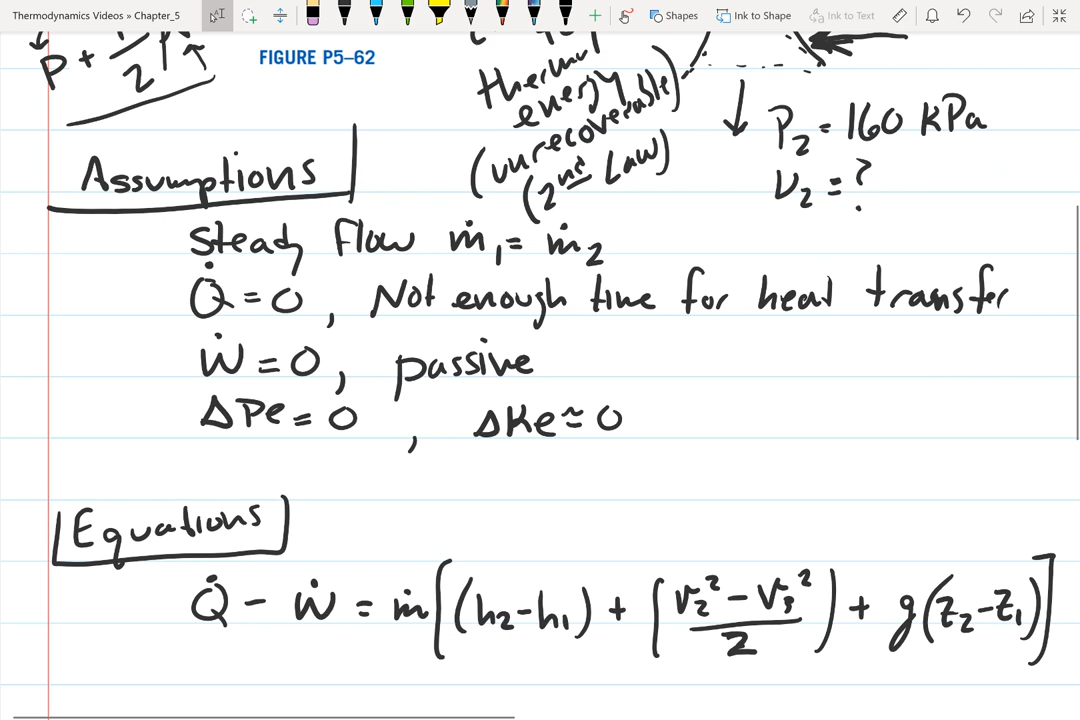 Thermodynamics Videos » Chapter_5
Shapes
Ink to Shape
Ink to Text
P + 1/2
FIGURE P5–62
energy
(unrecoverable)
(2nd Law)
P2 = 160 kPa
V2 = ?
Assumptions
Steady Flow ṁ1 = ṁ2
Q̇ = 0, Not enough time for heat transfer
Ẇ = 0, passive
ΔPe = 0, ΔKe ≈ 0
Equations
Q̇ − Ẇ = ṁ[(h2−h1) + (V2² − V1²)/2 + g(z2−z1)]